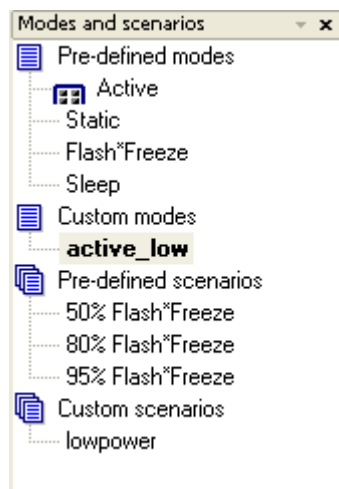 Modes and scenarios
Pre-defined modes
Active
Static
Flash*Freeze
Sleep
Custom modes
active_low
Pre-defined scenarios
50% Flash*Freeze
80% Flash*Freeze
95% Flash*Freeze
Custom scenarios
lowpower